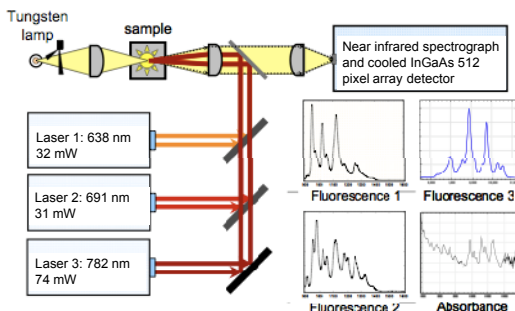 Tungsten
lamp
sample
Near infrared spectrograph
and cooled InGaAs 512
pixel array detector
Laser 1: 638 nm
32 mW
Laser 2: 691 nm
31 mW
Laser 3: 782 nm
74 mW
Fluorescence 1
Fluorescence 3
Fluorescence 2
Absorbance